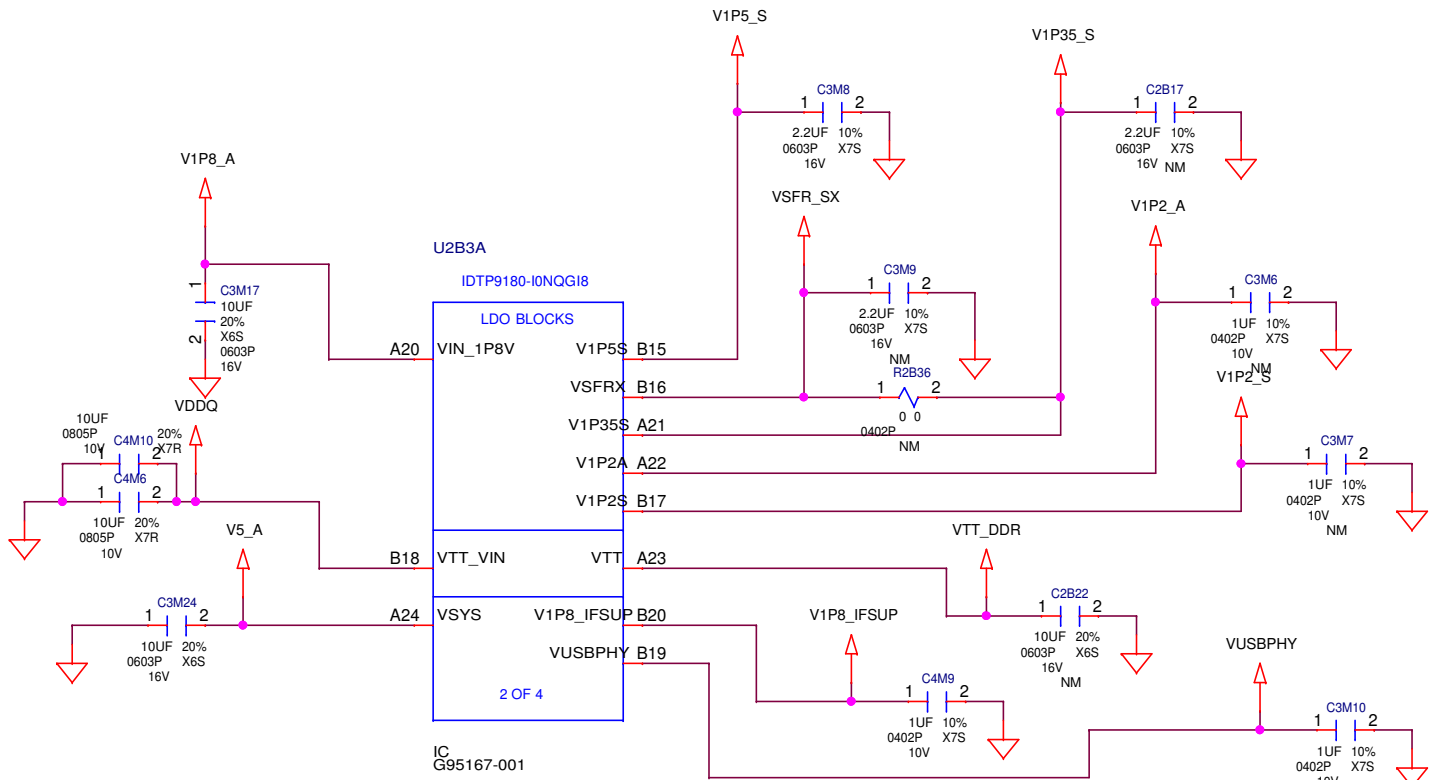 V1P5_S
V1P35_S
C3M8
1 2
2.2UF 10%
0603P X7S
16V
C2B17
1 2
2.2UF 10%
0603P X7S
16V
NM
V1P8_A
VSFR_SX
V1P2_A
U2B3A
IDTP9180-I0NQGI8
LDO BLOCKS
1
C3M17
10UF
20%
X6S
0603P
16V
2
C3M9
1 2
2.2UF 10%
0603P X7S
16V
NM
C3M6
1 2
1UF 10%
0402P X7S
10V
NM
A20 VIN_1P8V
V1P5S B15
VSFRX B16
R2B36
1 2
0 0
0402P
NM
V1P35S A21
V1P2A A22
V1P2S B17
V1P2_S
C3M7
1 2
1UF 10%
0402P X7S
10V
NM
VDDQ
10UF
0805P 20%
10V C4M10 X7R
1 2
C4M6
1 2
10UF 20%
0805P X7R
10V
V5_A
B18 VTT_VIN
VTT A23
VTT_DDR
C2B22
1 2
10UF 20%
0603P X6S
16V
NM
C3M24
1 2
10UF 20%
0603P X6S
16V
A24 VSYS
V1P8_IFSUP B20
VUSBPHY B19
V1P8_IFSUP
C4M9
1 2
1UF 10%
0402P X7S
10V
VUSBPHY
C3M10
1 2
1UF 10%
0402P X7S
2 OF 4
IC
G95167-001